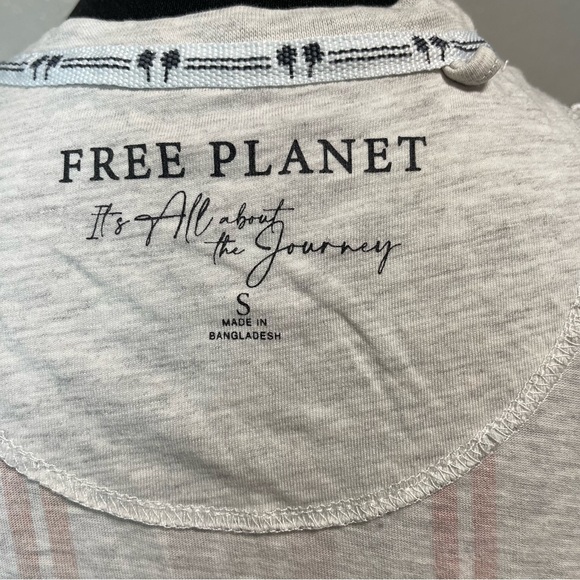 FREE PLANET
It's All about
the Journey
S
MADE IN
BANGLADESH